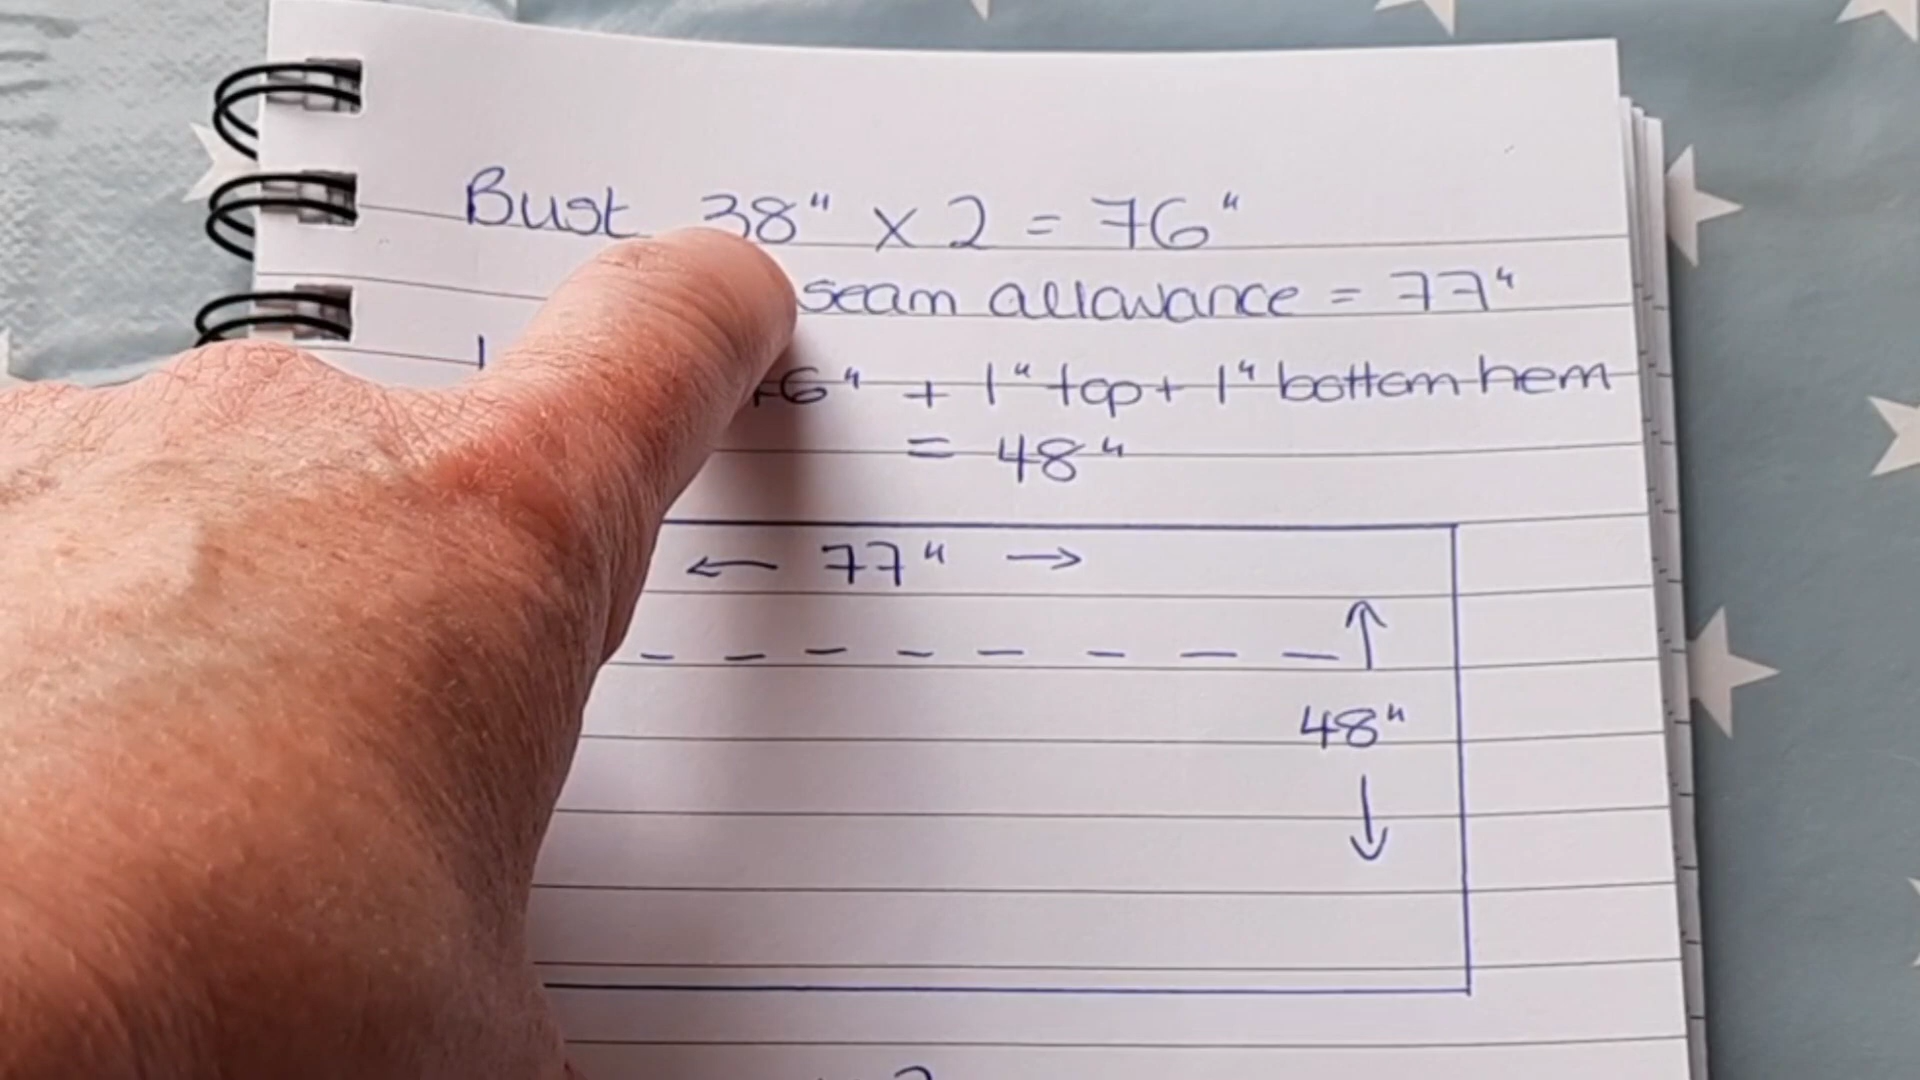 Bust 38" x 2 = 76"
seam allowance = 77"
6" + 1" top + 1" bottom hem
= 48"
← 77" →
48"